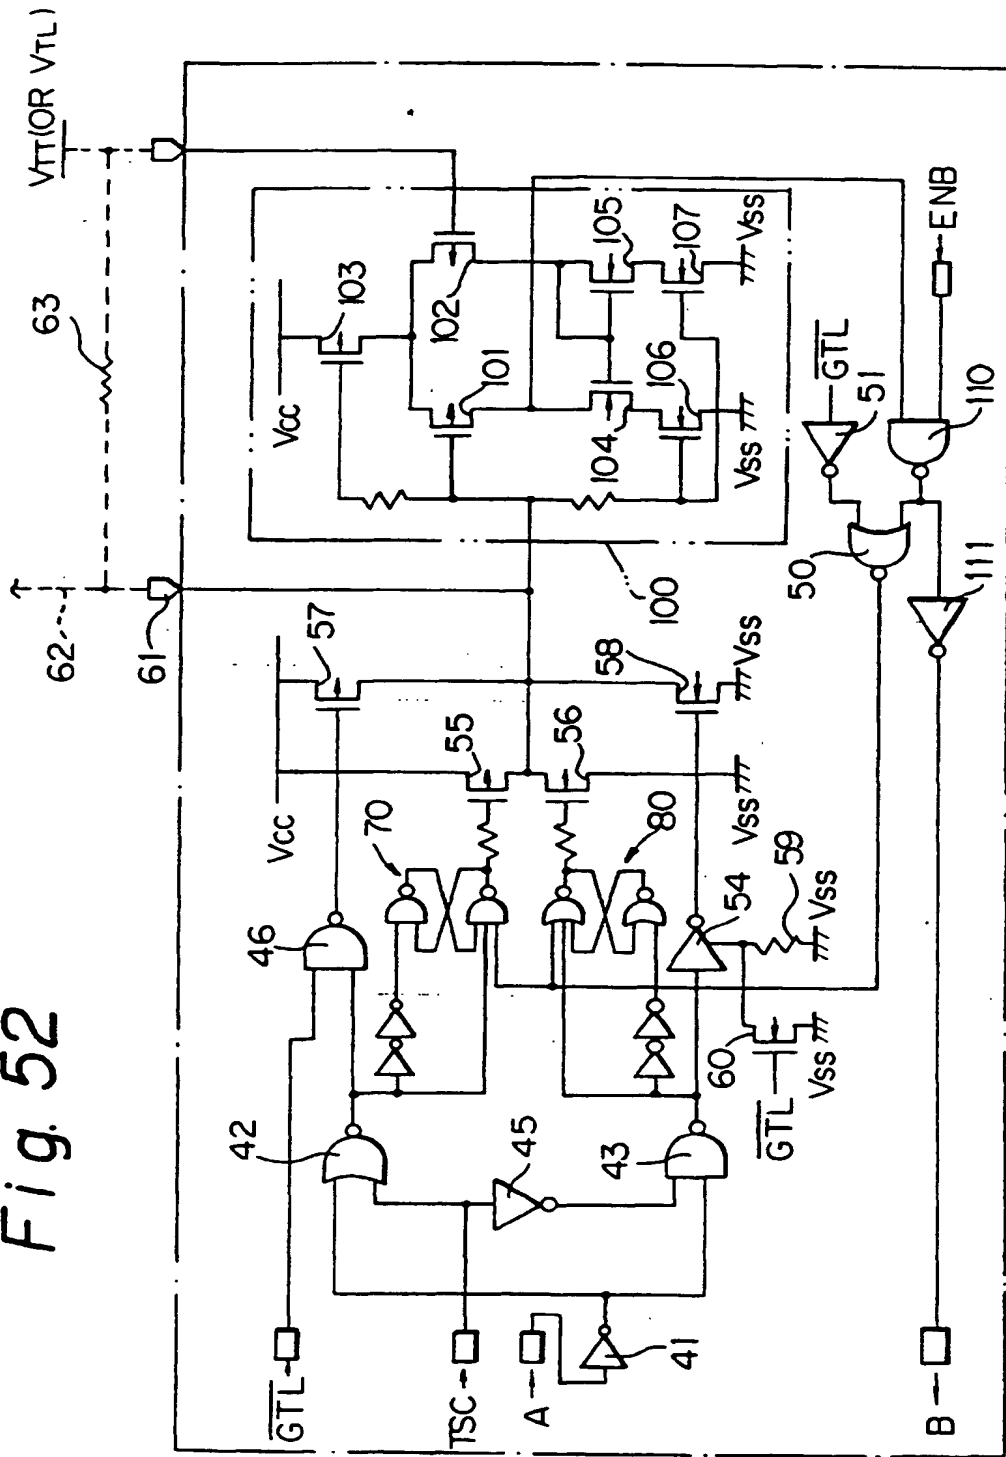 Fig. 52
VTT(OR VTL)
62
63
61
VCC
VCC
103
102
101
105
107
104
106
VSS
VSS
100
57
58
VSS
55
56
VSS
70
80
46
54
59
VSS
60
GTL
VSS
42
45
43
41
GTL
TSC
A
B
50
51
GTL
110
111
ENB